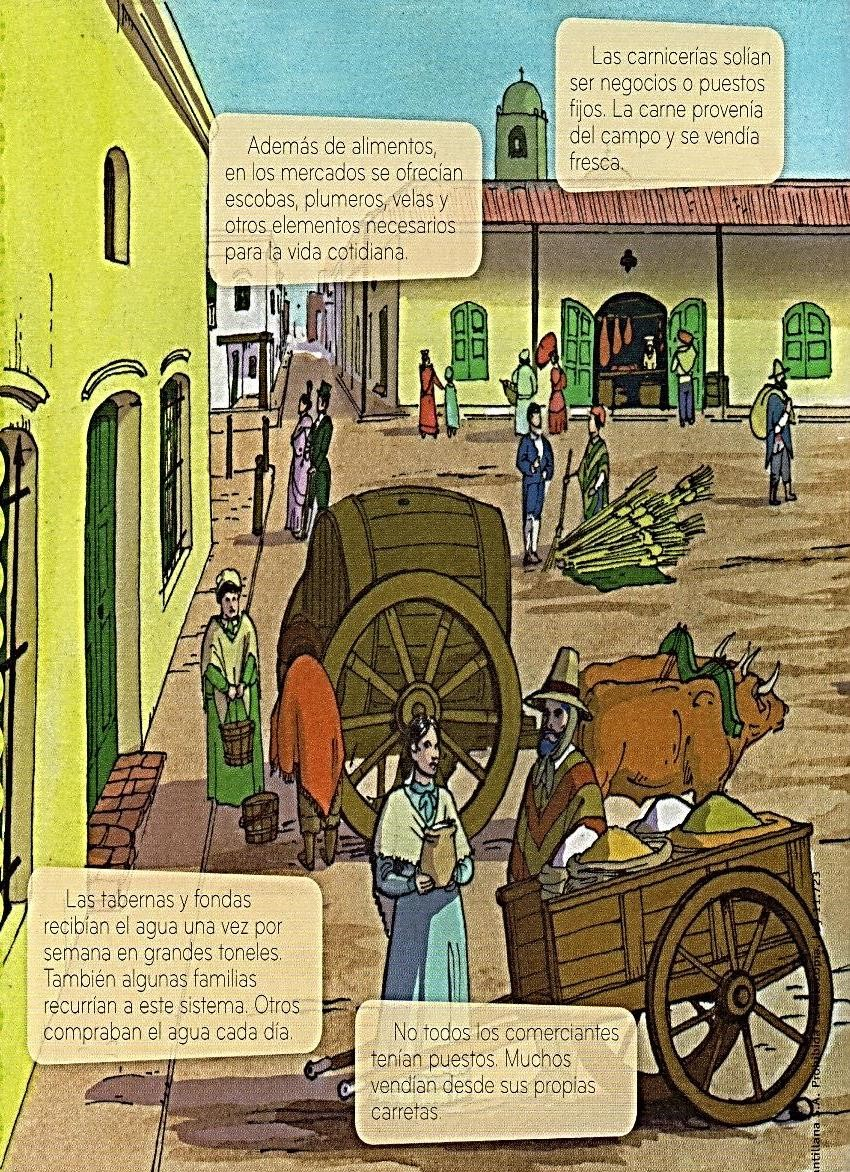 Las carnicerías solían
ser negocios o puestos
fijos. La carne provenía
del campo y se vendía
fresca.
Además de alimentos,
en los mercados se ofrecían
escobas, plumeros, velas y
otros elementos necesarios
para la vida cotidiana.
Las tabernas y fondas
recibían el agua una vez por
semana en grandes toneles.
También algunas familias
recurrían a este sistema. Otros
compraban el agua cada día.
No todos los comerciantes
tenían puestos. Muchos
vendían desde sus propias
carretas.